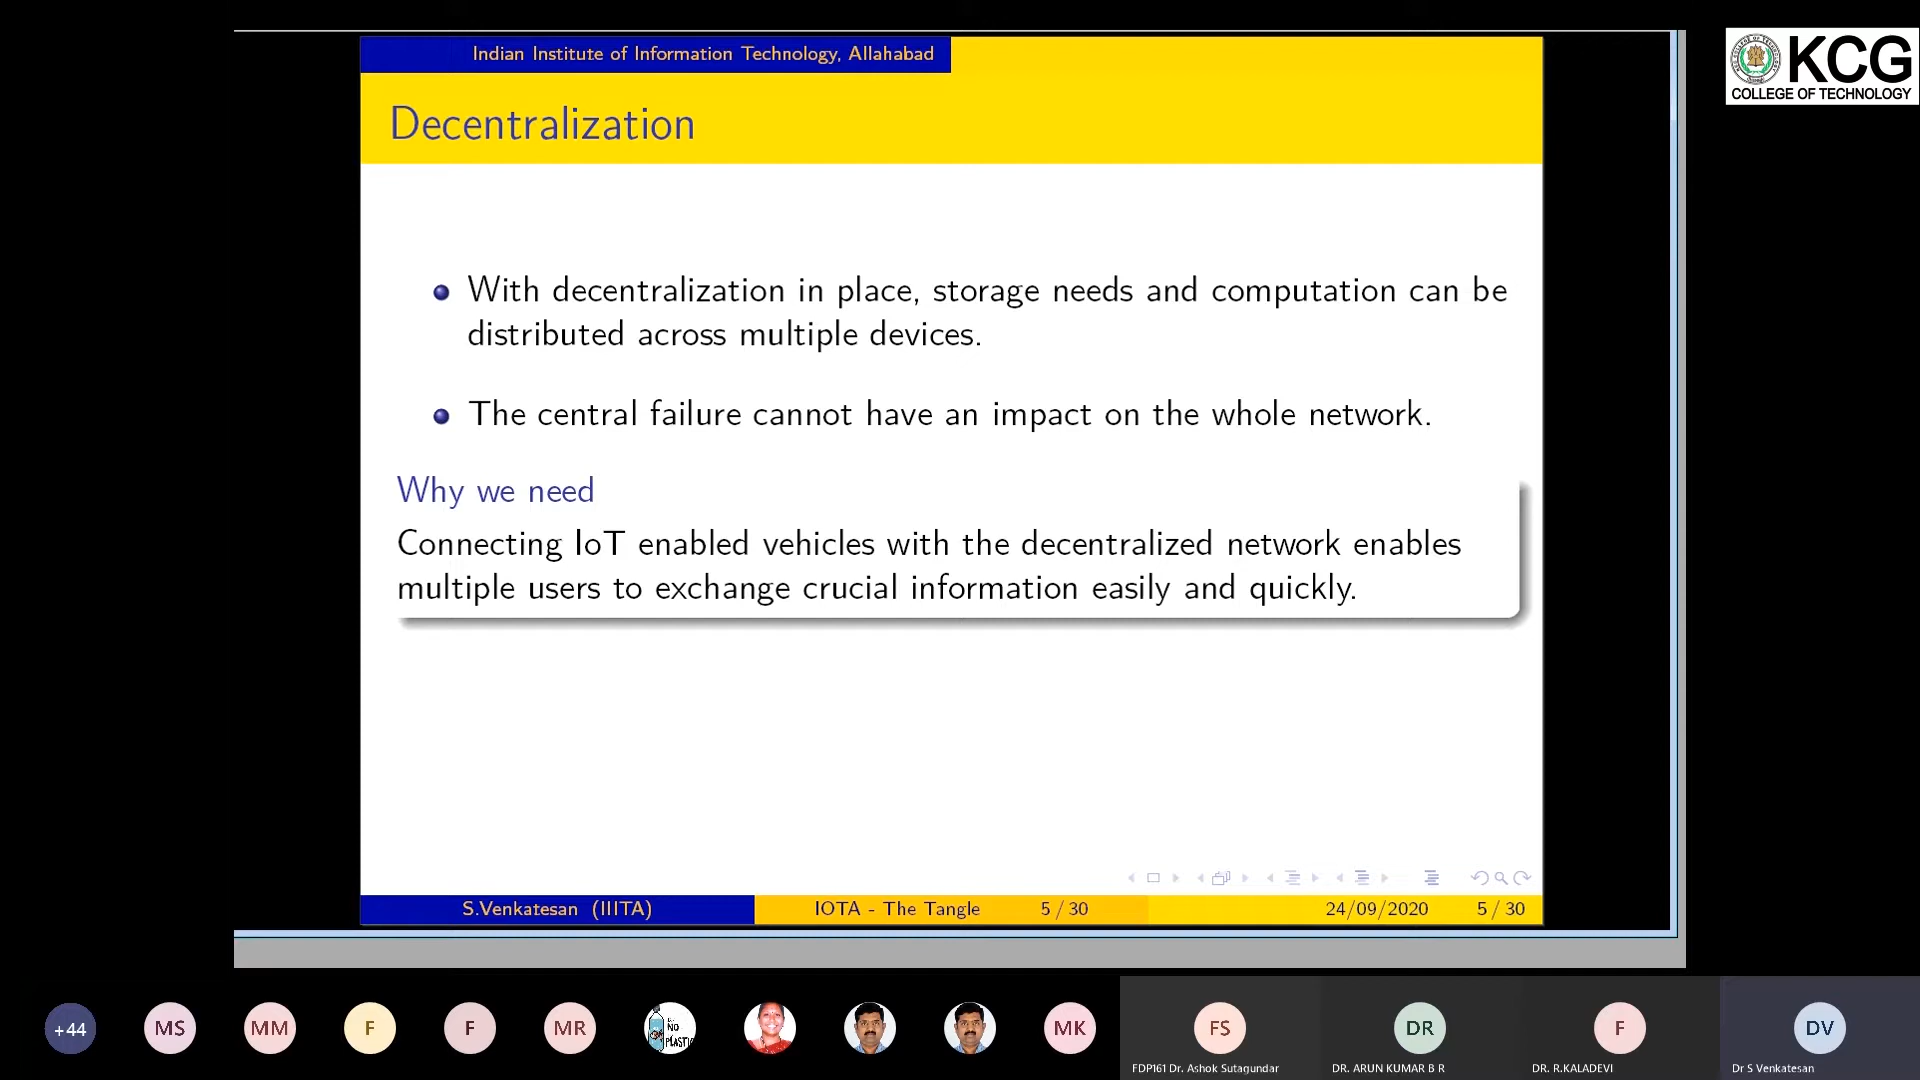 Indian Institute of Information Technology, Allahabad
KCG
COLLEGE OF TECHNOLOGY
Decentralization
With decentralization in place, storage needs and computation can be
distributed across multiple devices.
The central failure cannot have an impact on the whole network.
Why we need
Connecting IoT enabled vehicles with the decentralized network enables
multiple users to exchange crucial information easily and quickly.
S.Venkatesan (IIITA)
IOTA - The Tangle
5 / 30
24/09/2020
5 / 30
+44
MS
MM
F
F
MR
NO
PLASTIC
MK
FS
DR
F
DV
FDP161 Dr. Ashok Sutagundar
DR. ARUN KUMAR B R
DR. R.KALADEVI
Dr S Venkatesan